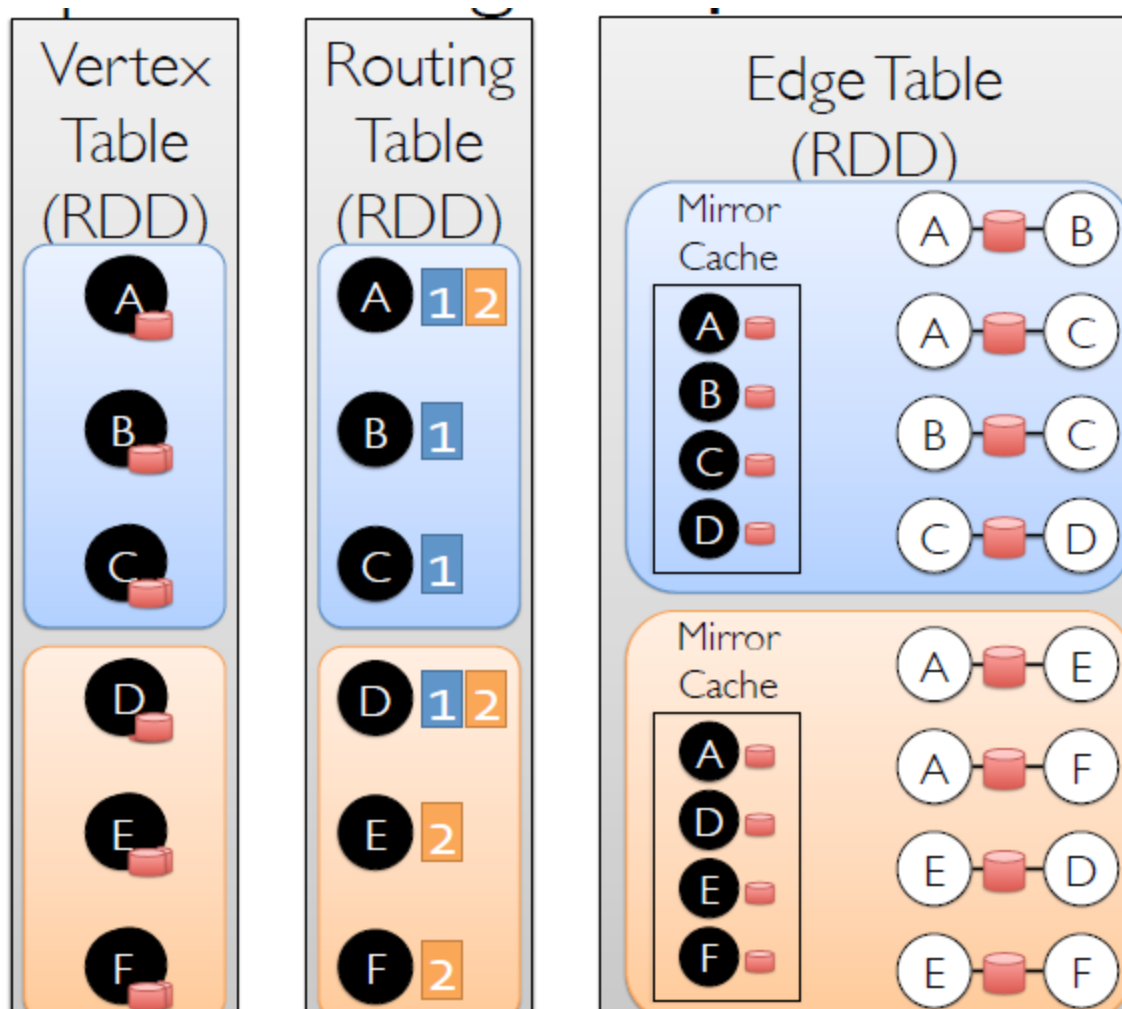 Vertex
Table
(RDD)
A
B
C
D
E
F
Routing
Table
(RDD)
A 1 2
B 1
C 1
D 1 2
E 2
F 2
Edge Table
(RDD)
Mirror
Cache
A
B
C
D
A B
A C
B C
C D
Mirror
Cache
A
D
E
F
A E
A F
E D
E F